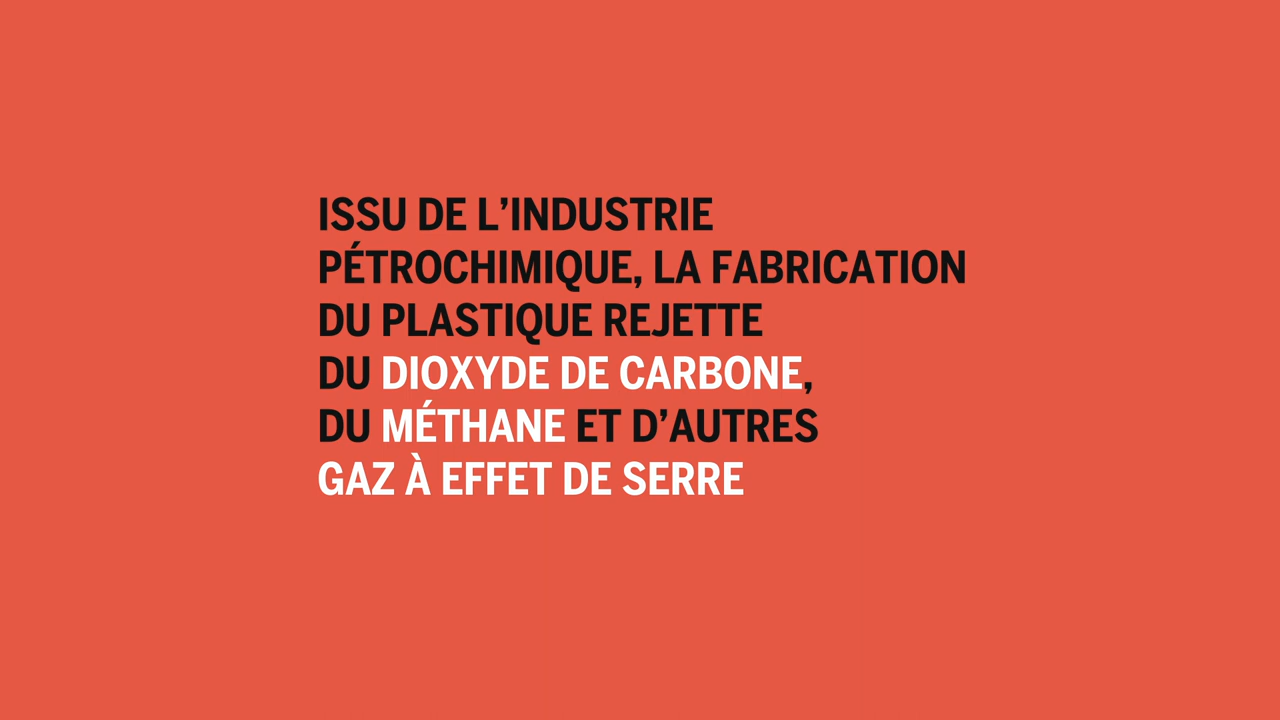 ISSU DE L’INDUSTRIE
PÉTROCHIMIQUE, LA FABRICATION
DU PLASTIQUE REJETTE
DU DIOXYDE DE CARBONE,
DU MÉTHANE ET D’AUTRES
GAZ À EFFET DE SERRE